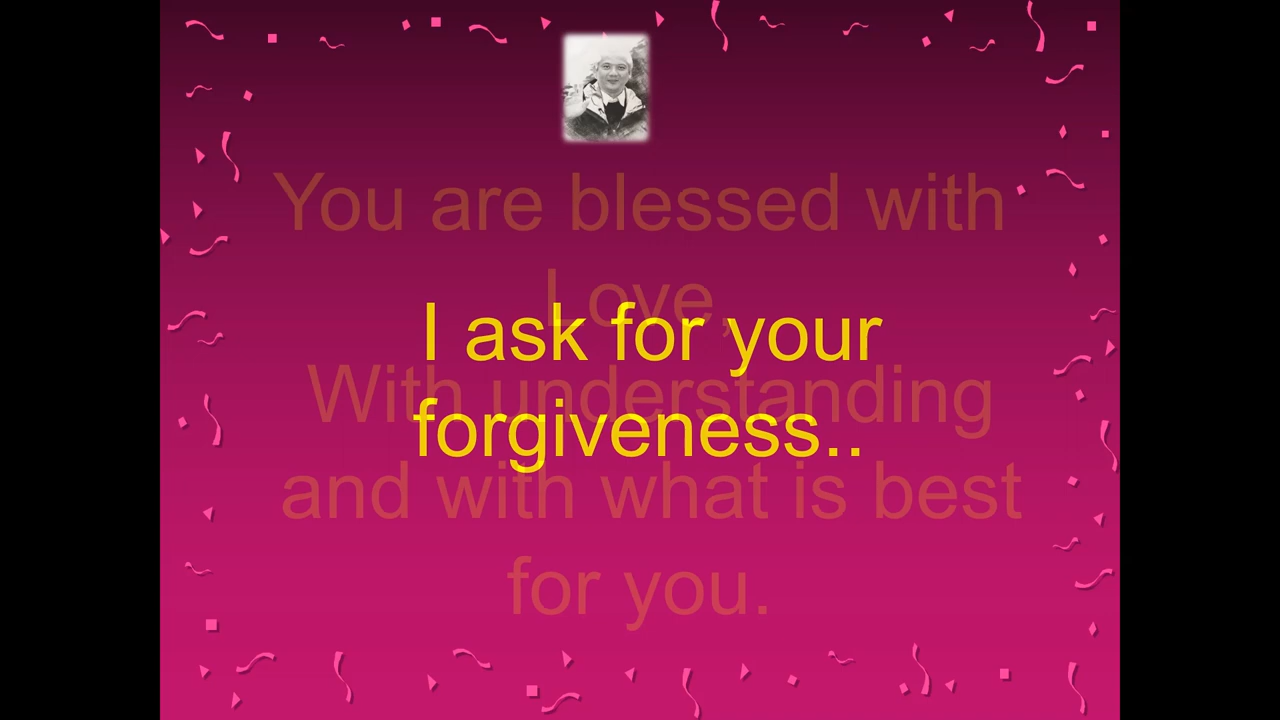 You are blessed with
Love,
I ask for your
With understanding
forgiveness..
and with what is best
for you.